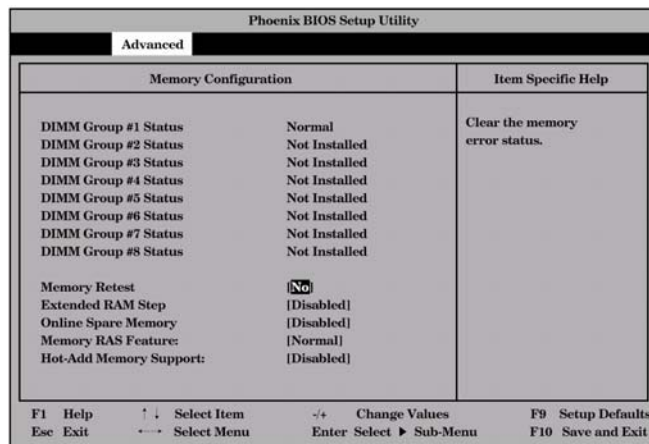 Phoenix BIOS Setup Utility
Advanced
Memory Configuration
Item Specific Help
DIMM Group #1 Status Normal
DIMM Group #2 Status Not Installed
DIMM Group #3 Status Not Installed
DIMM Group #4 Status Not Installed
DIMM Group #5 Status Not Installed
DIMM Group #6 Status Not Installed
DIMM Group #7 Status Not Installed
DIMM Group #8 Status Not Installed
Memory Retest [No]
Extended RAM Step [Disabled]
Online Spare Memory [Disabled]
Memory RAS Feature: [Normal]
Hot-Add Memory Support: [Disabled]
Clear the memory
error status.
F1 Help ↑ ↓ Select Item -/+ Change Values F9 Setup Defaults
Esc Exit ←→ Select Menu Enter Select ▶ Sub-Menu F10 Save and Exit